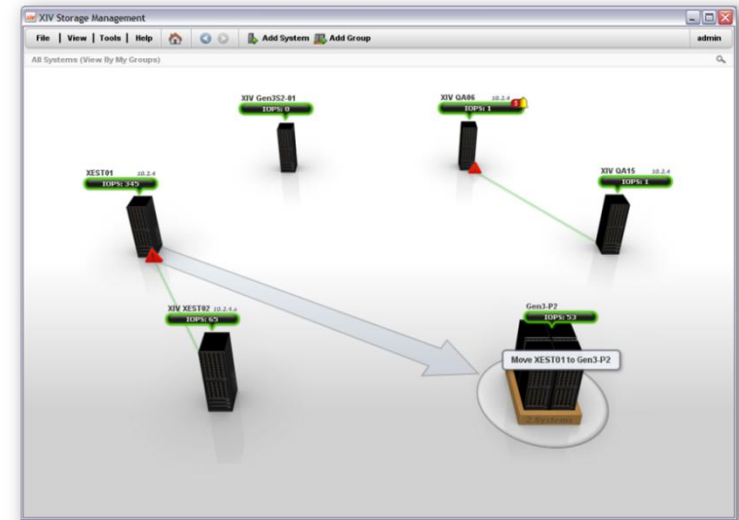 XIV Storage Management
File | View | Tools | Help Add System Add Group admin
All Systems (View By My Groups)
XIV Gen3S2-01
IOPS: 0
XIV QA06 10.2.4
IOPS: 1
XEST01 10.2.4
IOPS: 345
XIV QA15 10.2.4
IOPS: 1
XIV XEST02 10.2.4.a
IOPS: 65
Gen3-P2
IOPS: 53
Move XEST01 to Gen3-P2
2 Systems